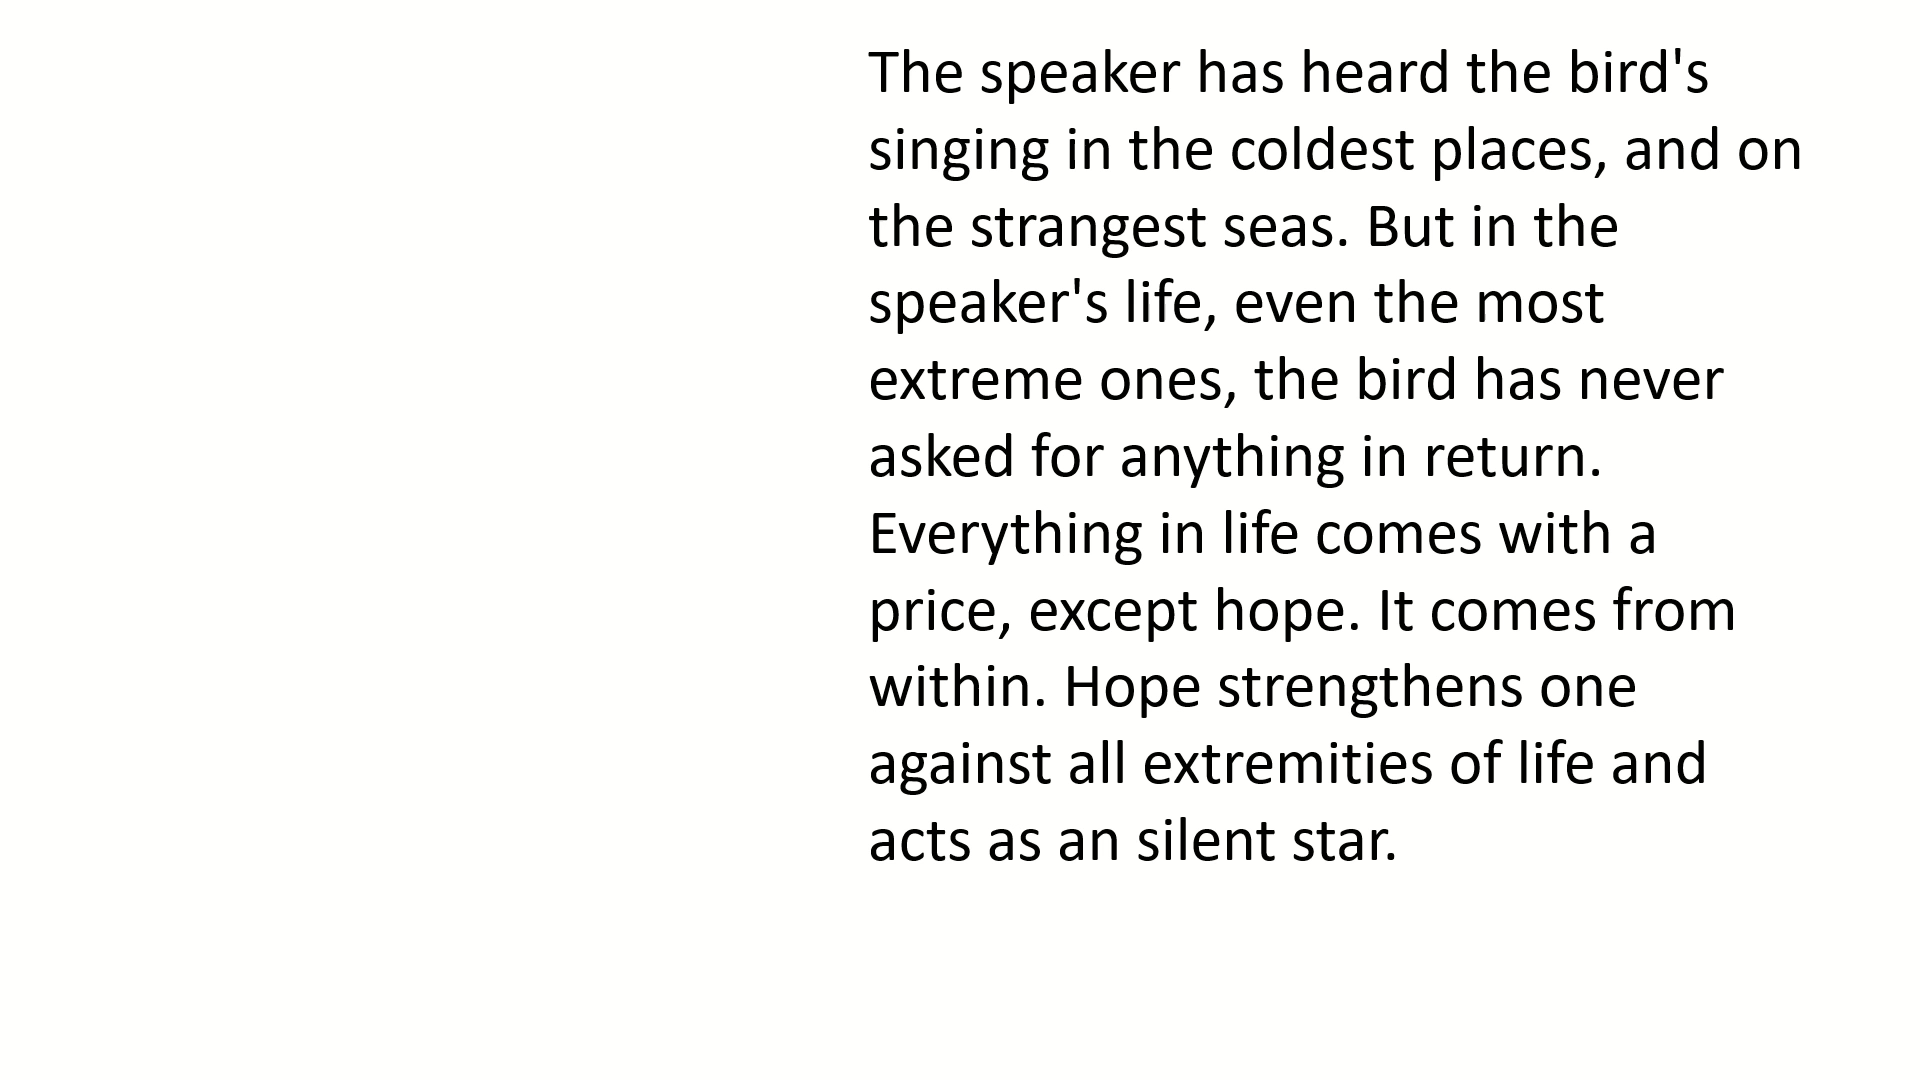 The speaker has heard the bird's
singing in the coldest places, and on
the strangest seas. But in the
speaker's life, even the most
extreme ones, the bird has never
asked for anything in return.
Everything in life comes with a
price, except hope. It comes from
within. Hope strengthens one
against all extremities of life and
acts as an silent star.